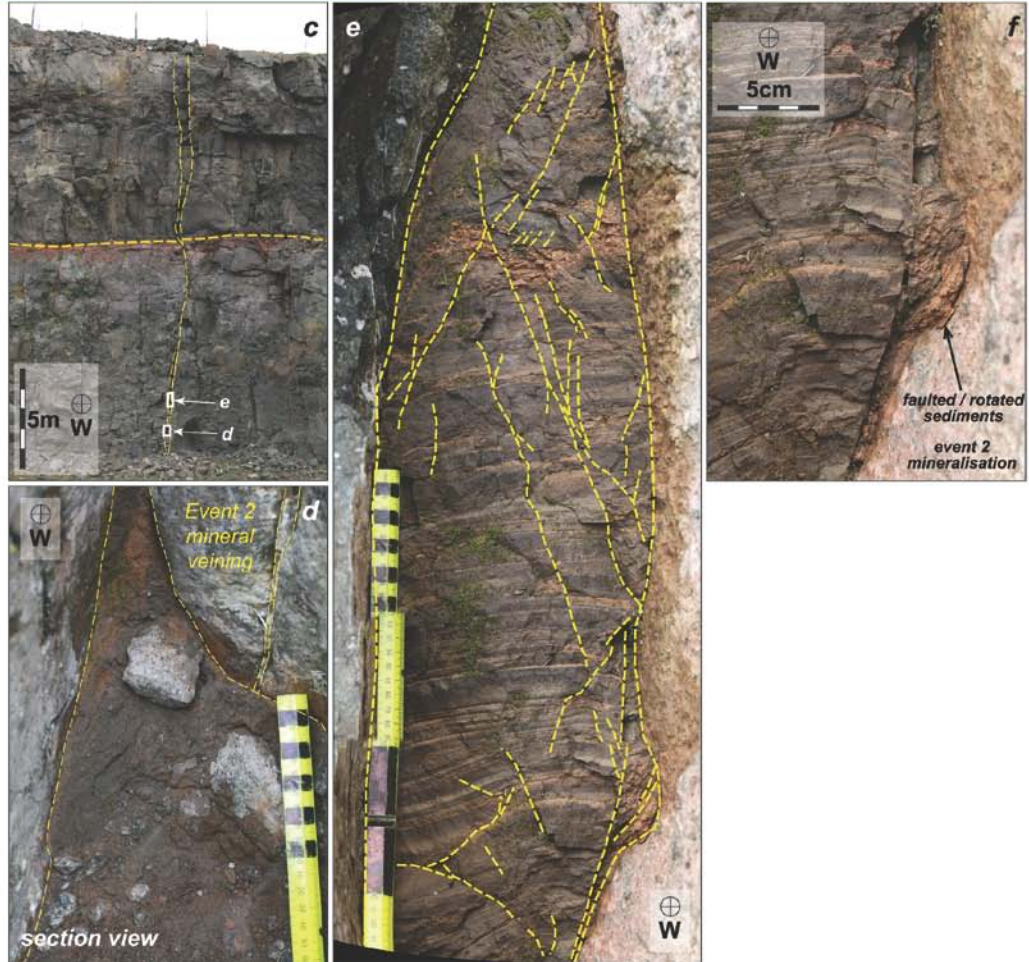 c
5m
W
e
d
W
Event 2
mineral
veining
d
section view
e
W
W
5cm
f
faulted / rotated
sediments
event 2
mineralisation